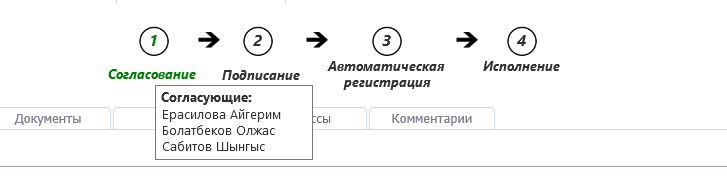 1 2 3 4
Согласование Подписание Автоматическая регистрация Исполнение
Согласующие:
Ерасилова Айгерим
Болатбеков Олжас
Сабитов Шынгыс
Документы ссы Комментарии